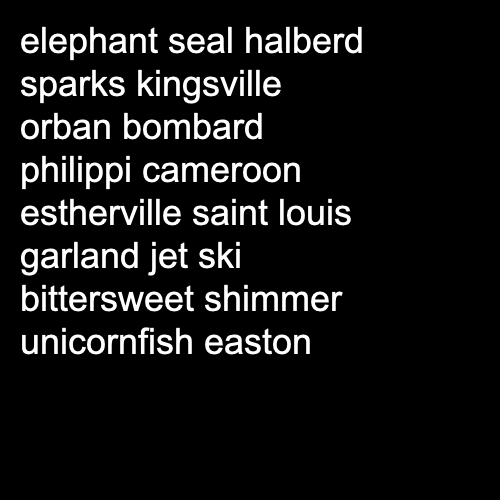 elephant seal halberd
sparks kingsville
orban bombard
philippi cameroon
estherville saint louis
garland jet ski
bittersweet shimmer
unicornfish easton